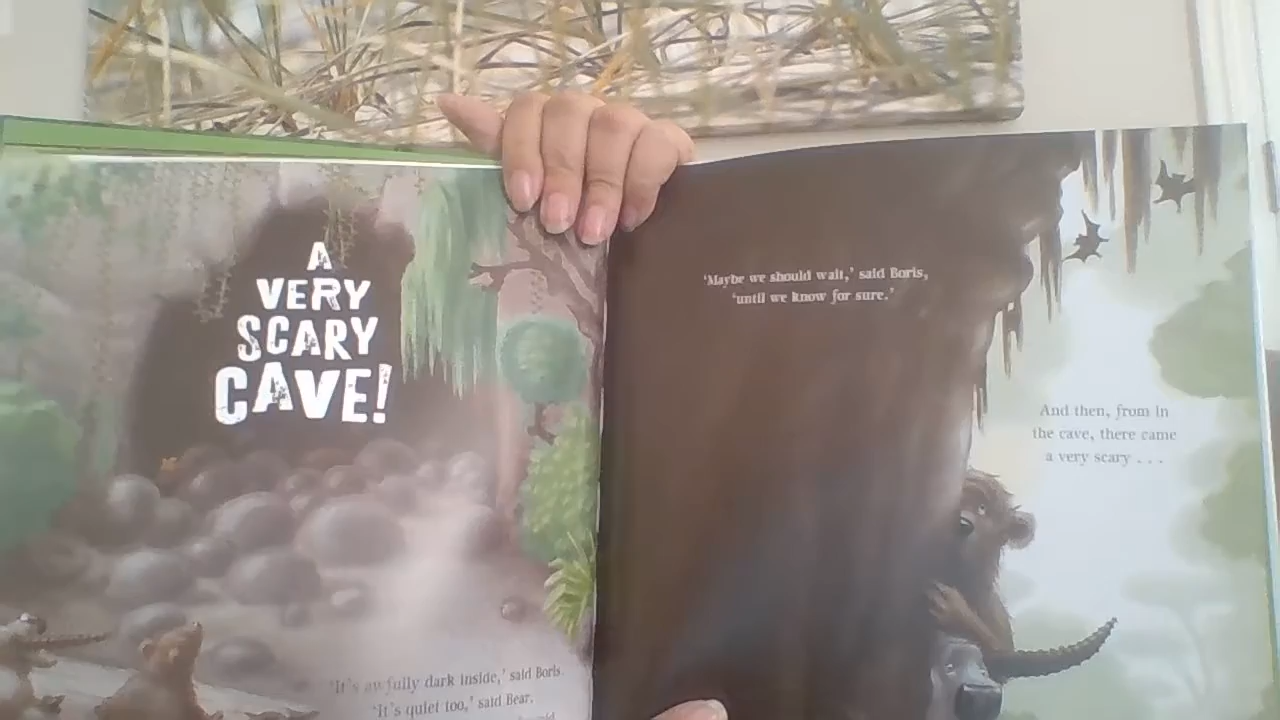 A
VERY
SCARY
CAVE!
'It's awfully dark inside,' said Boris.
'It's quiet too,' said Bear.
'Maybe we should wait,' said Boris,
'until we know for sure.'
And then, from in
the cave, there came
a very scary . . .